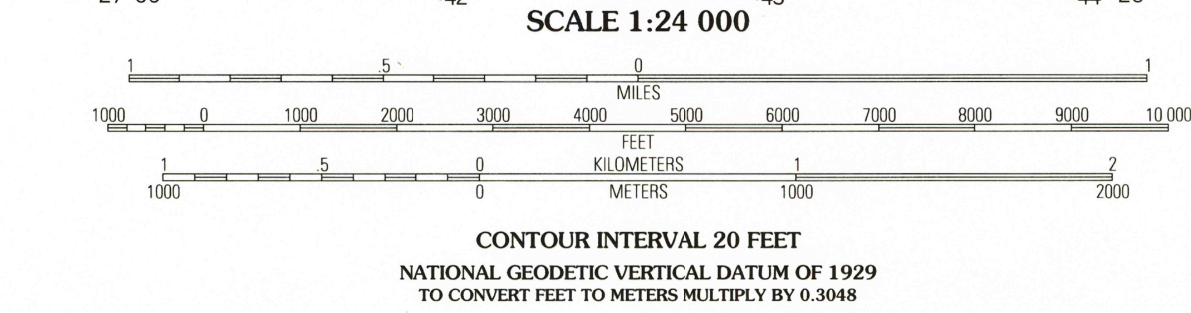 SCALE 1:24 000
1 .5 0 1
MILES
1000 0 1000 2000 3000 4000 5000 6000 7000 8000 9000 10 000
FEET
1 .5 0 KILOMETERS 1 2
1000 0 METERS 1000 2000
CONTOUR INTERVAL 20 FEET
NATIONAL GEODETIC VERTICAL DATUM OF 1929
TO CONVERT FEET TO METERS MULTIPLY BY 0.3048